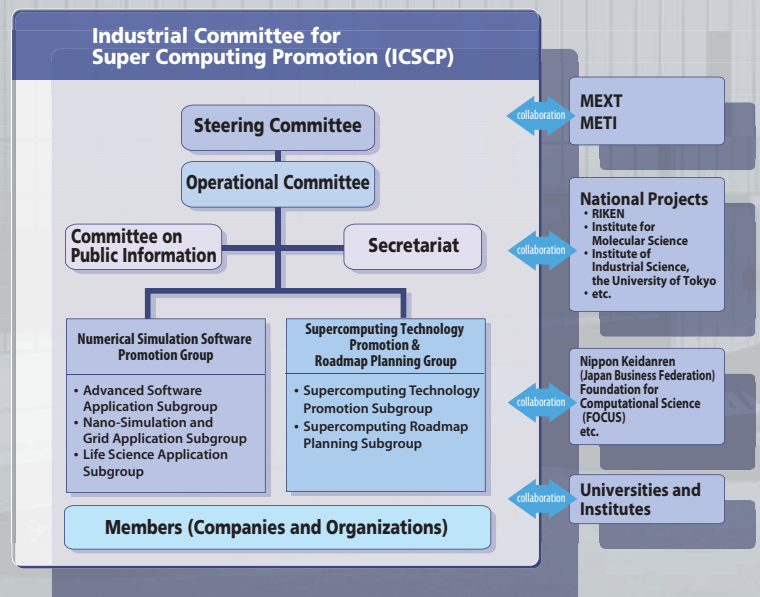 Industrial Committee for
Super Computing Promotion (ICSCP)
Steering Committee
Operational Committee
Committee on
Public Information
Secretariat
Numerical Simulation Software
Promotion Group
• Advanced Software
Application Subgroup
• Nano-Simulation and
Grid Application Subgroup
• Life Science Application
Subgroup
Supercomputing Technology
Promotion &
Roadmap Planning Group
• Supercomputing Technology
Promotion Subgroup
• Supercomputing Roadmap
Planning Subgroup
Members (Companies and Organizations)
collaboration
MEXT
METI
collaboration
National Projects
• RIKEN
• Institute for
Molecular Science
• Institute of
Industrial Science,
the University of Tokyo
• etc.
collaboration
Nippon Keidanren
(Japan Business Federation)
Foundation for
Computational Science
(FOCUS)
etc.
collaboration
Universities and
Institutes